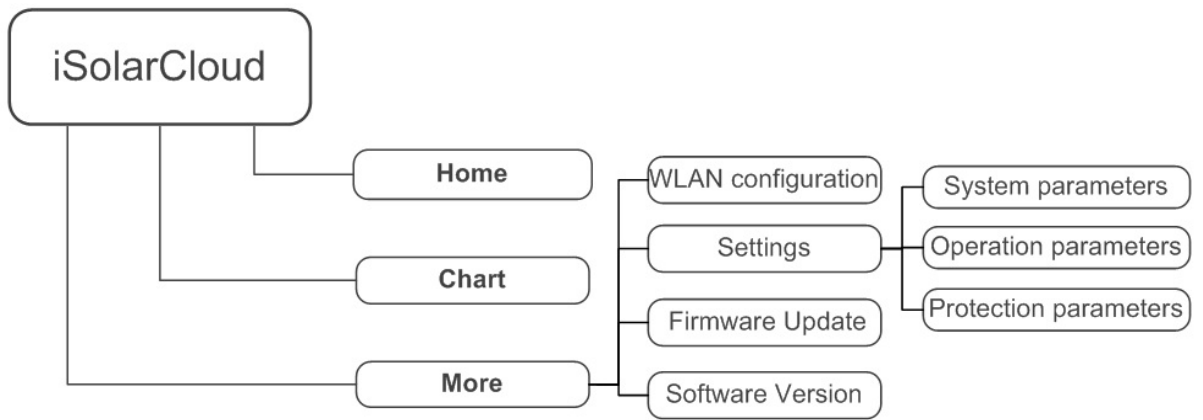 iSolarCloud
Home
Chart
More
WLAN configuration
Settings
Firmware Update
Software Version
System parameters
Operation parameters
Protection parameters